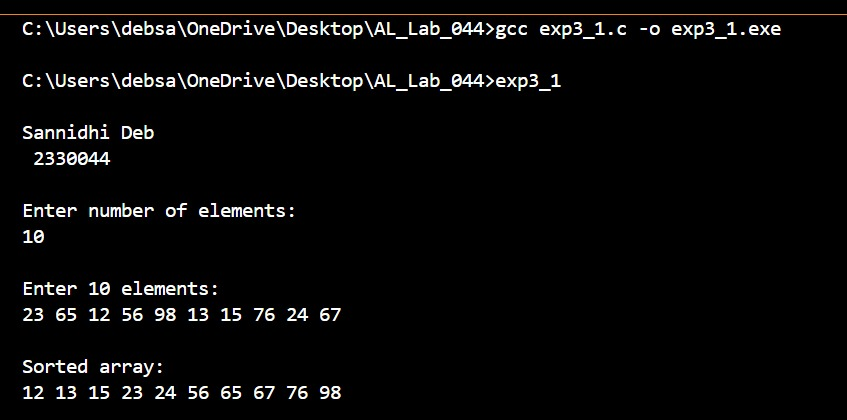 C:\Users\debsa\OneDrive\Desktop\AL_Lab_044>gcc exp3_1.c -o exp3_1.exe
C:\Users\debsa\OneDrive\Desktop\AL_Lab_044>exp3_1
Sannidhi Deb
2330044
Enter number of elements:
10
Enter 10 elements:
23 65 12 56 98 13 15 76 24 67
Sorted array:
12 13 15 23 24 56 65 67 76 98